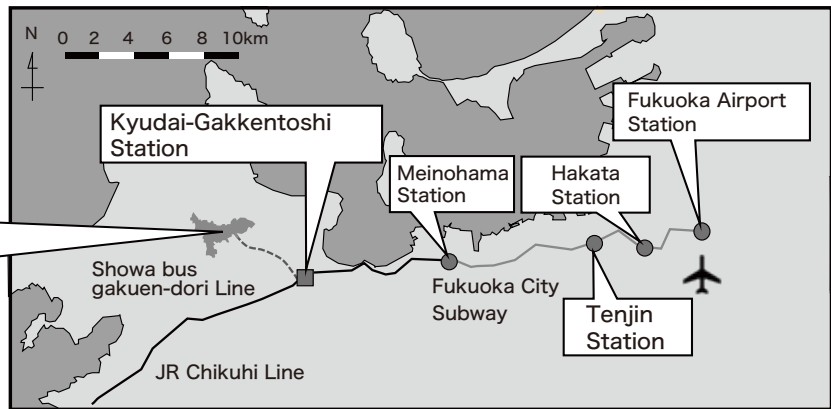 N
0 2 4 6 8 10km
Fukuoka Airport
Station
Kyudai-Gakkentoshi
Station
Meinohama
Station
Hakata
Station
Showa bus
gakuen-dori Line
Fukuoka City
Subway
Tenjin
Station
JR Chikuhi Line